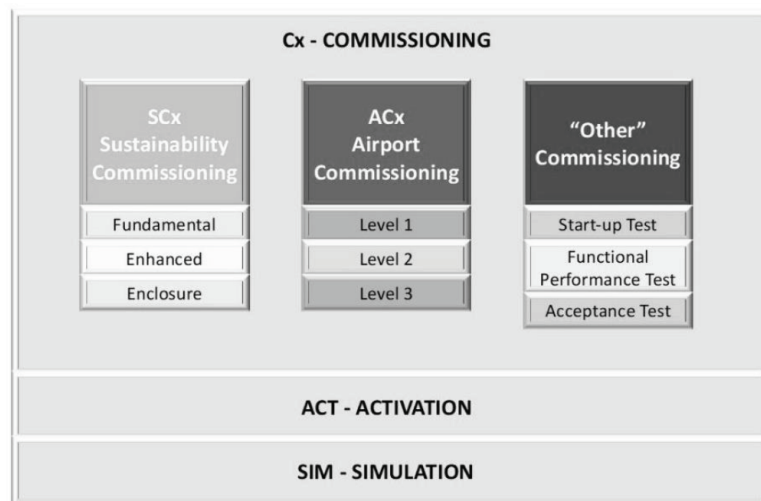 Cx - COMMISSIONING
SCx
Sustainability
Commissioning
Fundamental
Enhanced
Enclosure
ACx
Airport
Commissioning
Level 1
Level 2
Level 3
“Other”
Commissioning
Start-up Test
Functional
Performance Test
Acceptance Test
ACT - ACTIVATION
SIM - SIMULATION